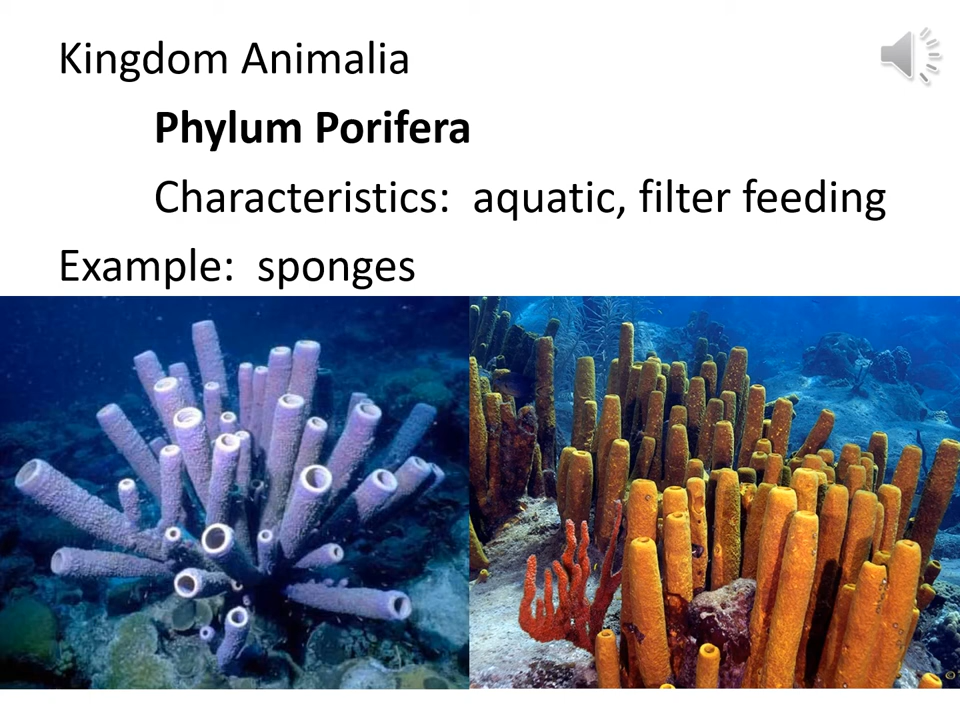 Kingdom Animalia
Phylum Porifera
Characteristics:  aquatic, filter feeding
Example:  sponges